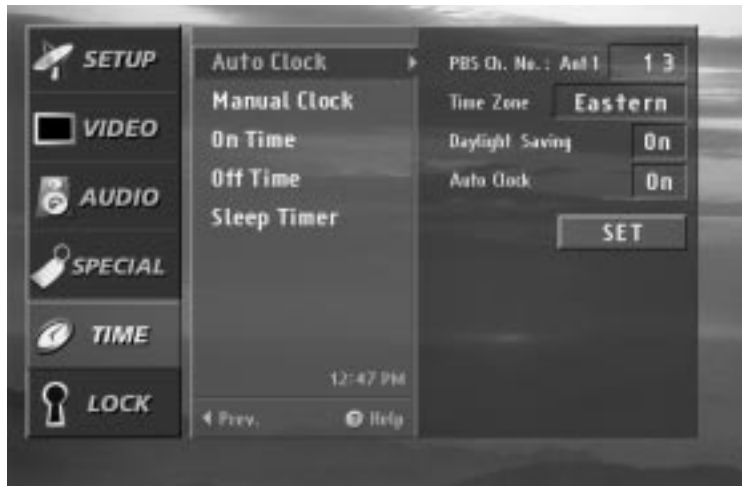 SETUP
VIDEO
AUDIO
SPECIAL
TIME
LOCK
Auto Clock
Manual Clock
On Time
Off Time
Sleep Timer
12:47 PM
Prev. Help
PBS Ch. No.: Ant 1 13
Time Zone Eastern
Daylight Saving On
Auto Clock On
SET